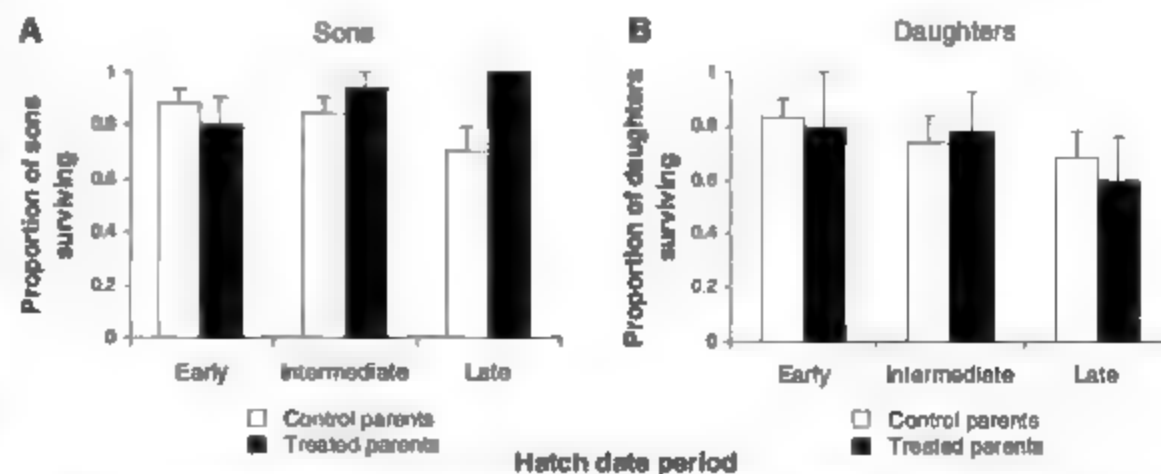 A
Sons
Proportion of sons
surviving
1
0.8
0.6
0.4
0.2
0
Early Intermediate Late
Control parents
Treated parents
B
Daughters
Proportion of daughters
surviving
1
0.8
0.6
0.4
0.2
0
Early Intermediate Late
Control parents
Treated parents
Hatch date period